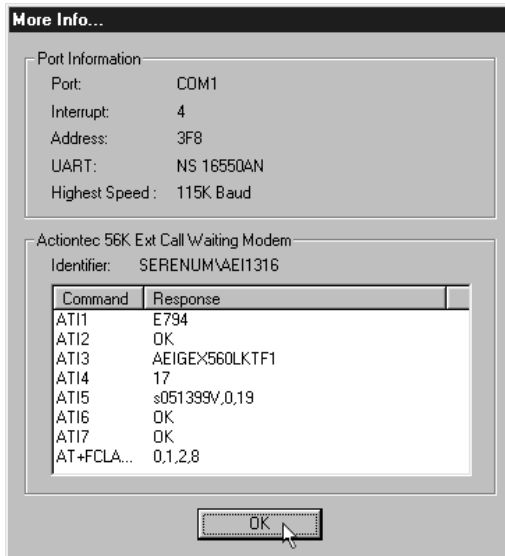 More Info...
Port Information
Port: COM1
Interrupt: 4
Address: 3F8
UART: NS 16550AN
Highest Speed : 115K Baud
Actiontec 56K Ext Call Waiting Modem
Identifier: SERENUM\AEI1316
Command Response
ATI1 E794
ATI2 OK
ATI3 AEIGEX560LKTF1
ATI4 17
ATI5 s051399V,0,19
ATI6 OK
ATI7 OK
AT+FCLA... 0,1,2,8
OK